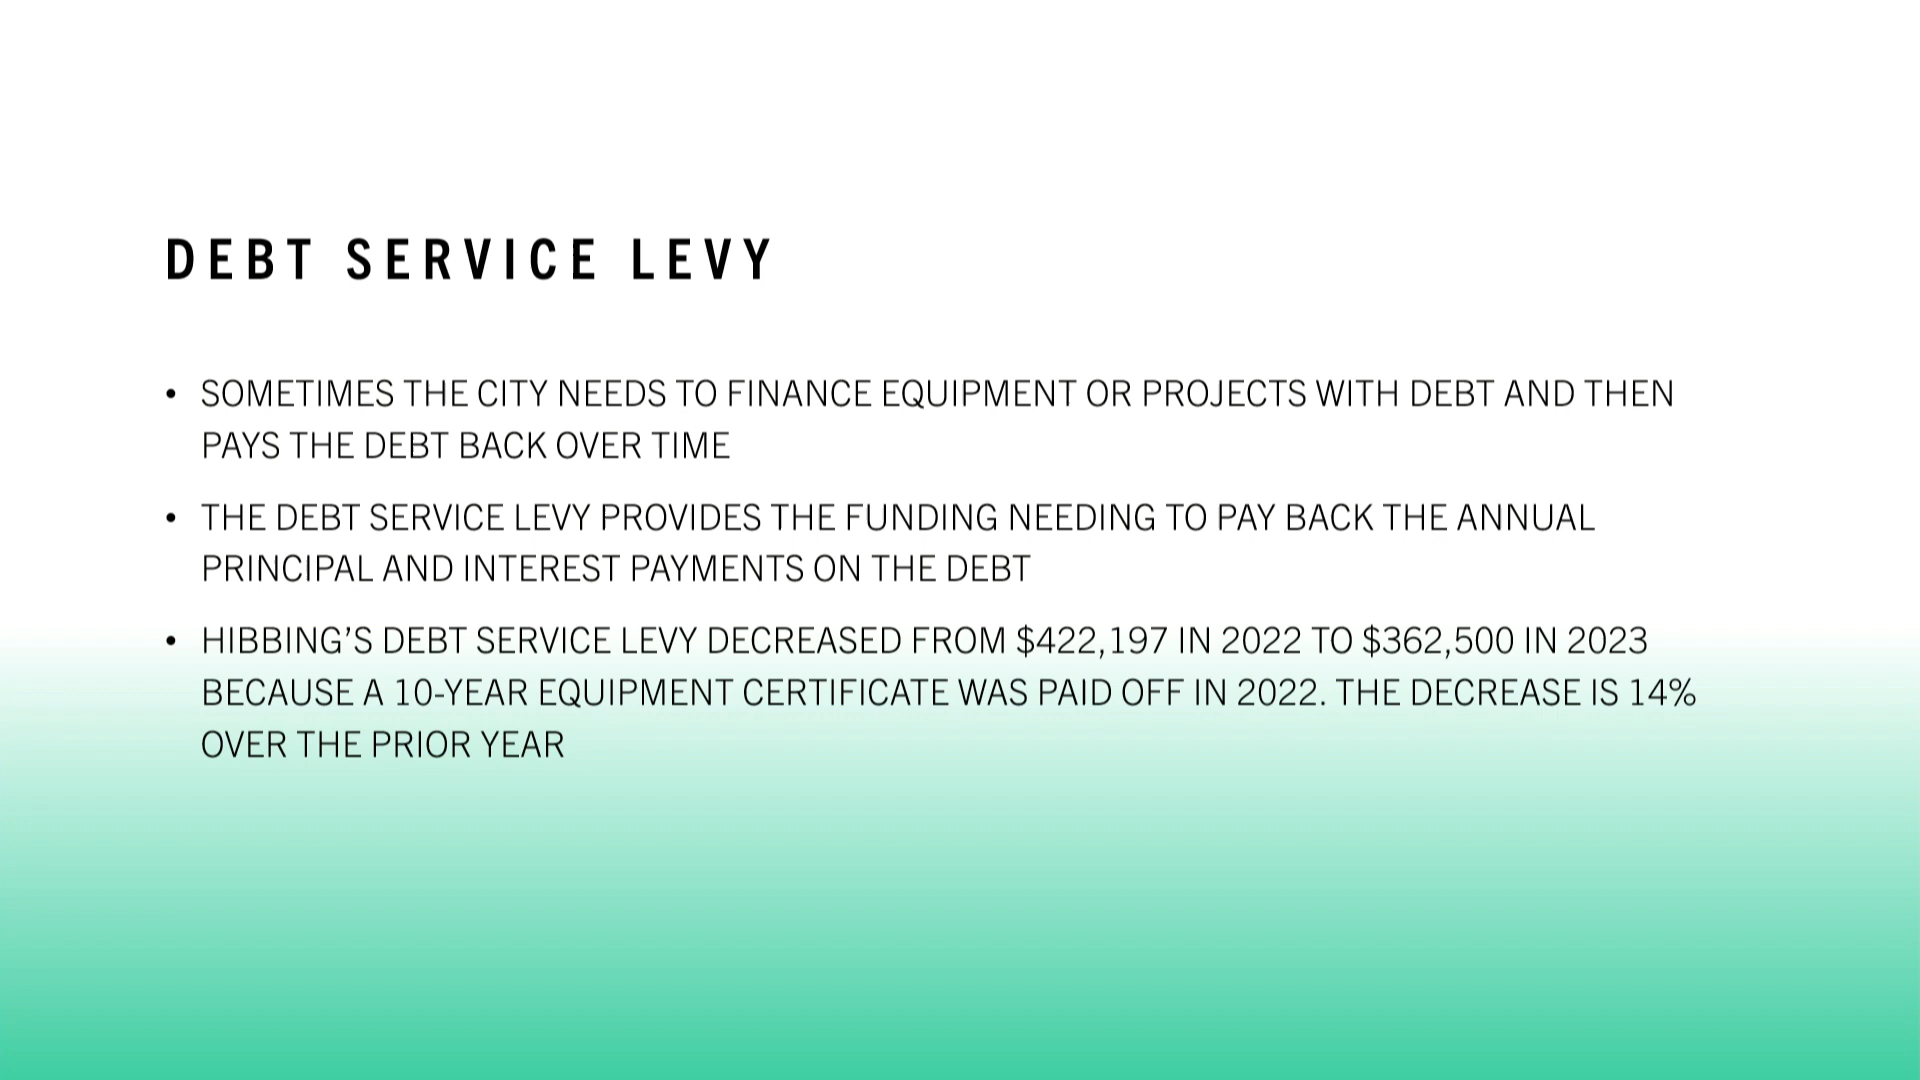 DEBT SERVICE LEVY
• SOMETIMES THE CITY NEEDS TO FINANCE EQUIPMENT OR PROJECTS WITH DEBT AND THEN
PAYS THE DEBT BACK OVER TIME
• THE DEBT SERVICE LEVY PROVIDES THE FUNDING NEEDING TO PAY BACK THE ANNUAL
PRINCIPAL AND INTEREST PAYMENTS ON THE DEBT
• HIBBING’S DEBT SERVICE LEVY DECREASED FROM $422,197 IN 2022 TO $362,500 IN 2023
BECAUSE A 10-YEAR EQUIPMENT CERTIFICATE WAS PAID OFF IN 2022. THE DECREASE IS 14%
OVER THE PRIOR YEAR